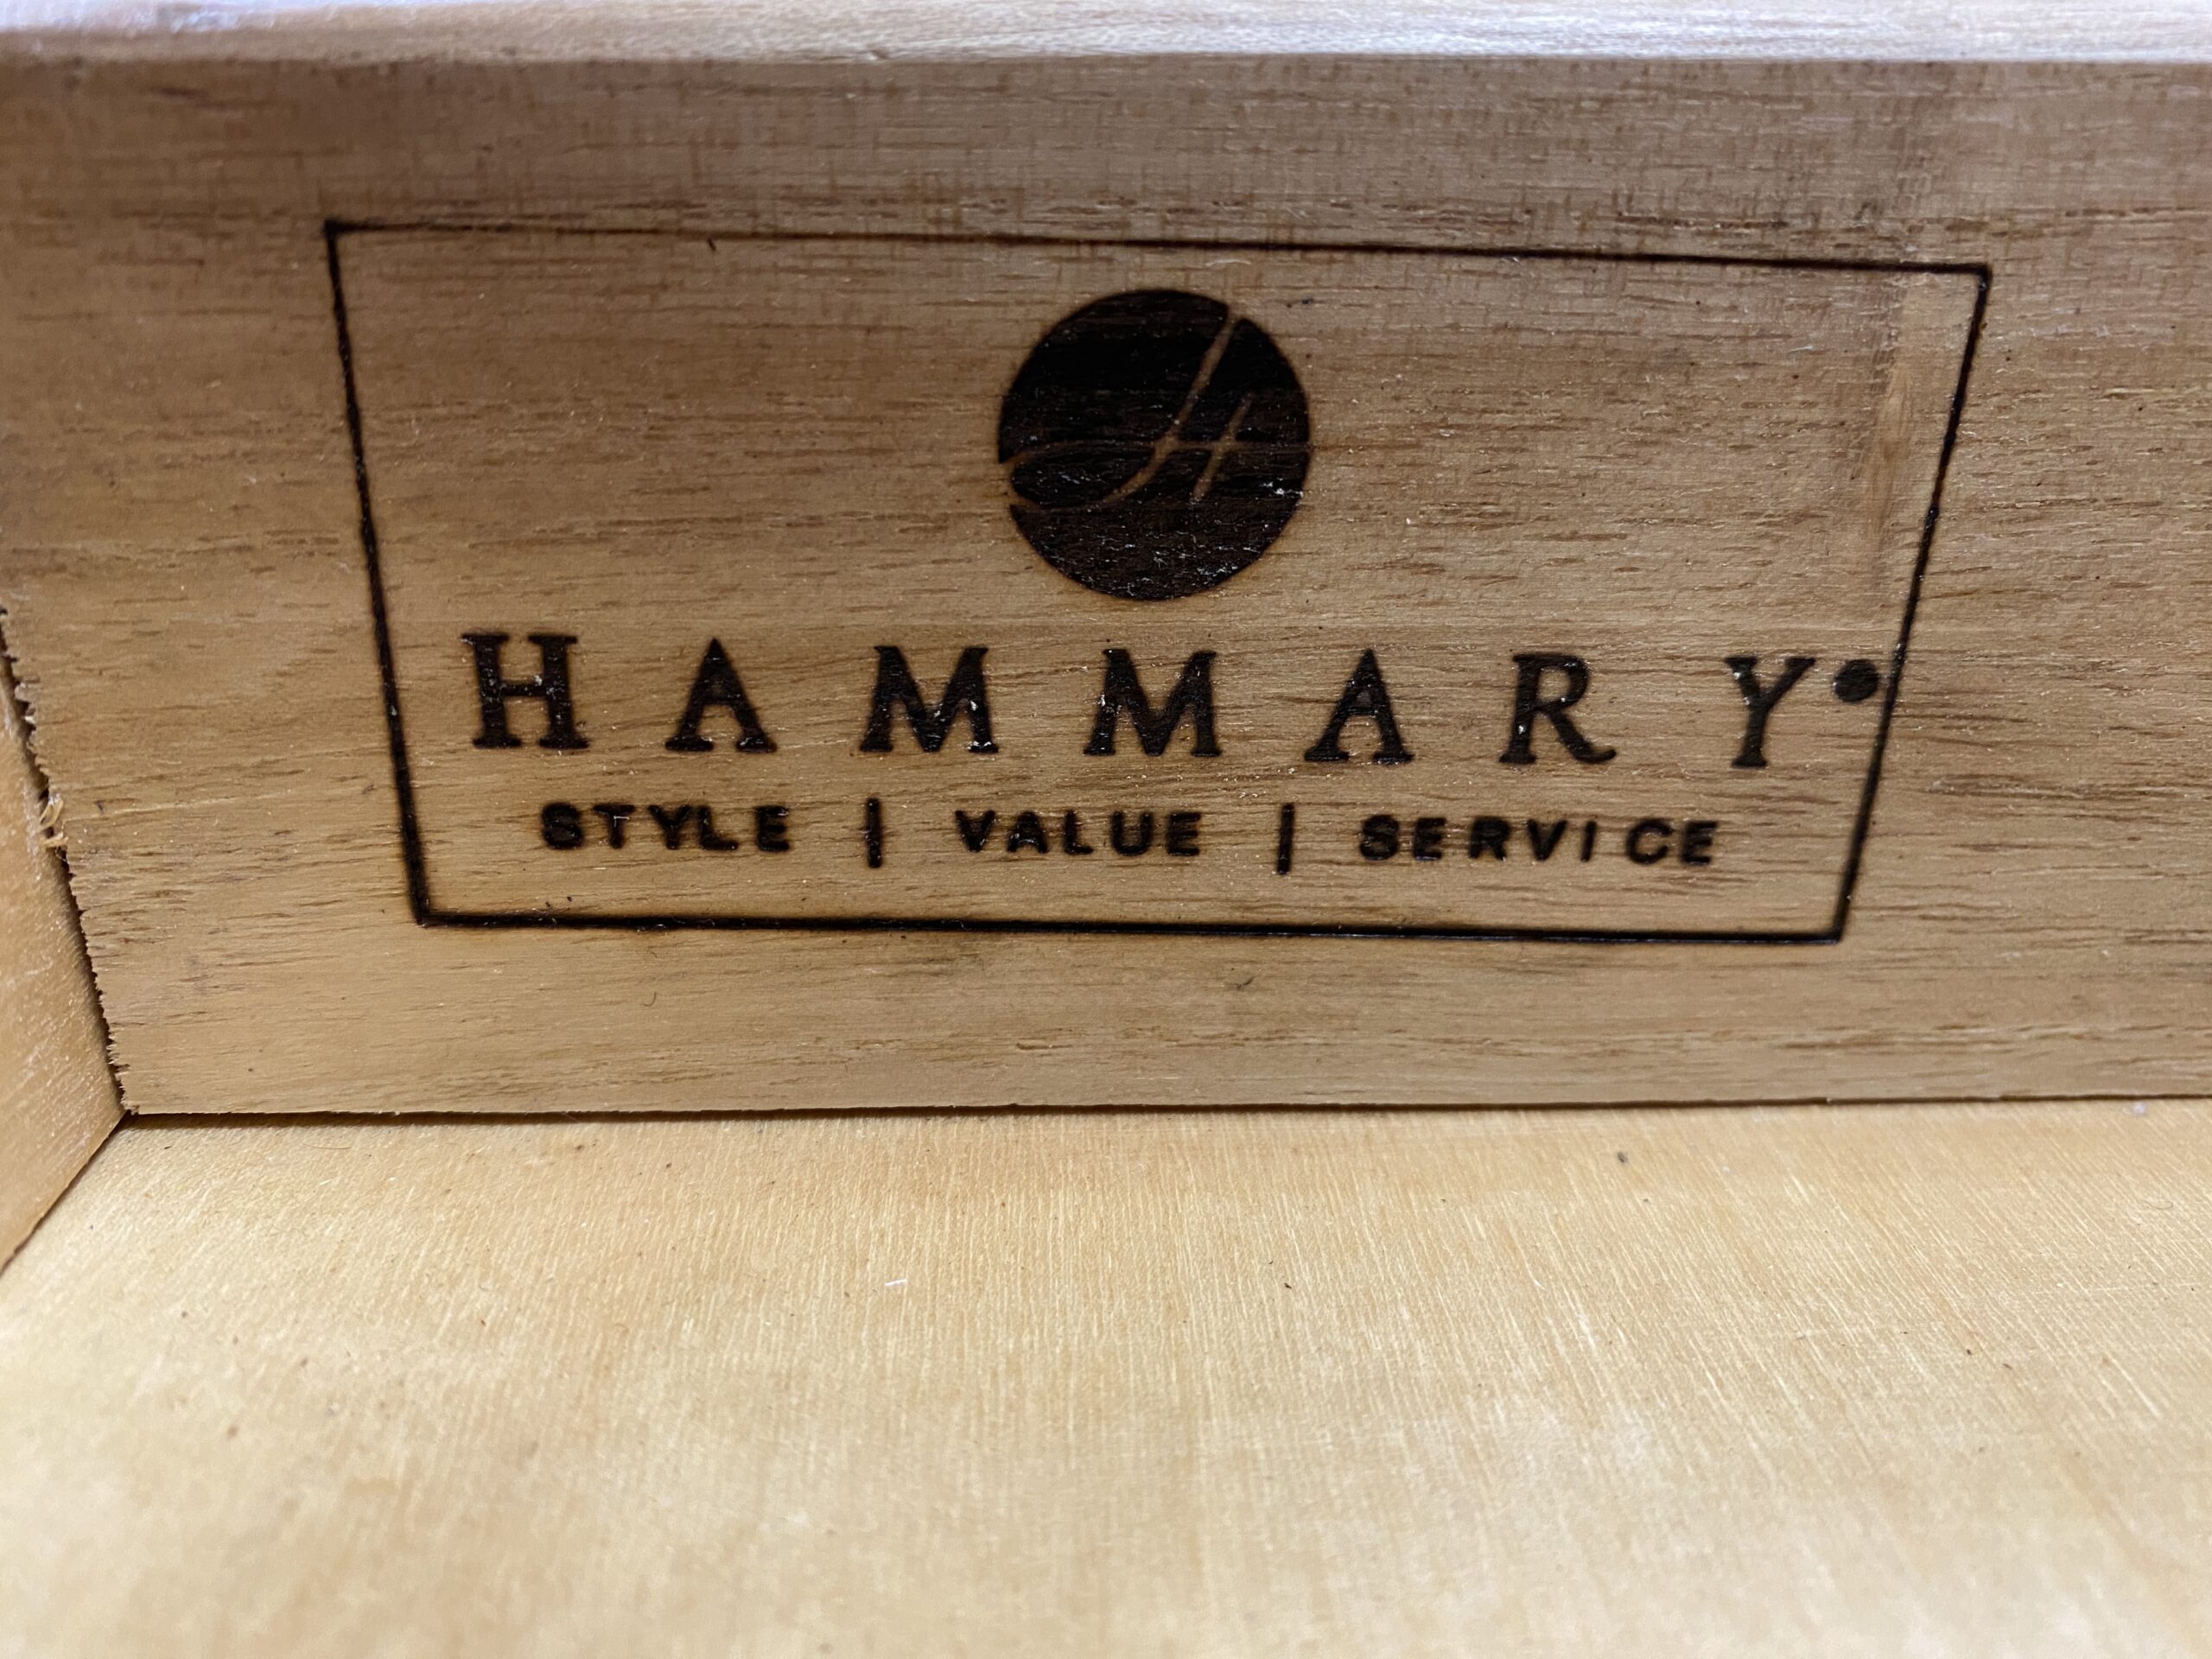 H
HAMMARY®
STYLE | VALUE | SERVICE